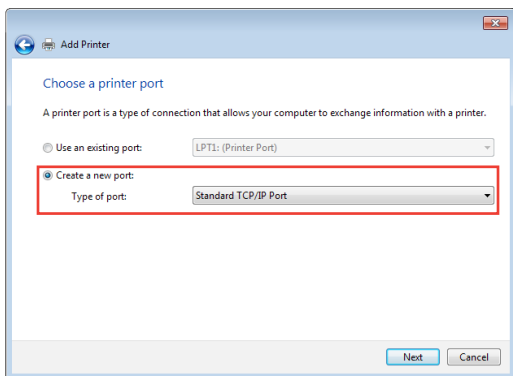 Add Printer
Choose a printer port
A printer port is a type of connection that allows your computer to exchange information with a printer.
Use an existing port: LPT1: (Printer Port)
Create a new port:
Type of port: Standard TCP/IP Port
Next Cancel